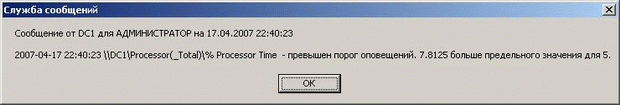 Служба сообщений
Сообщение от DC1 для АДМИНИСТРАТОР на 17.04.2007 22:40:23
2007-04-17 22:40:23 \\DC1\Processor(_Total)\% Processor Time - превышен порог оповещений. 7.8125 больше предельного значения для 5.
OK